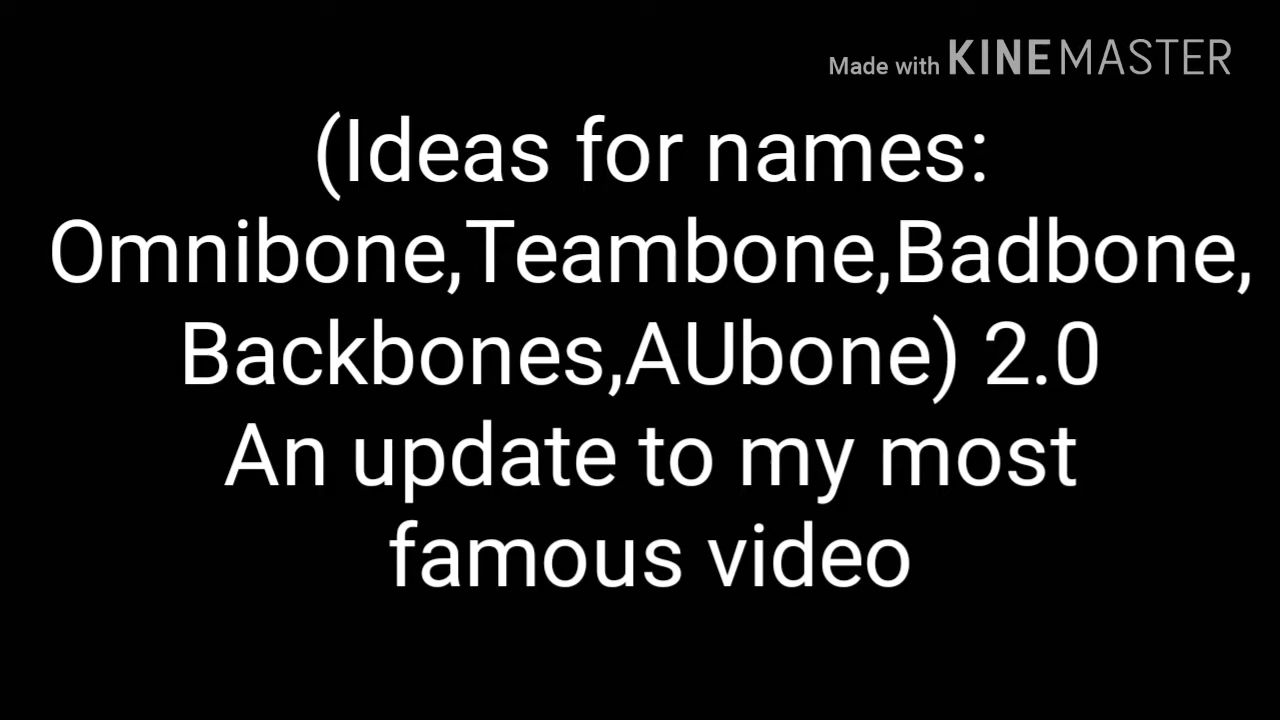 Made with KINEMASTER
(Ideas for names:
Omnibone,Teambone,Badbone,
Backbones,AUbone) 2.0
An update to my most
famous video